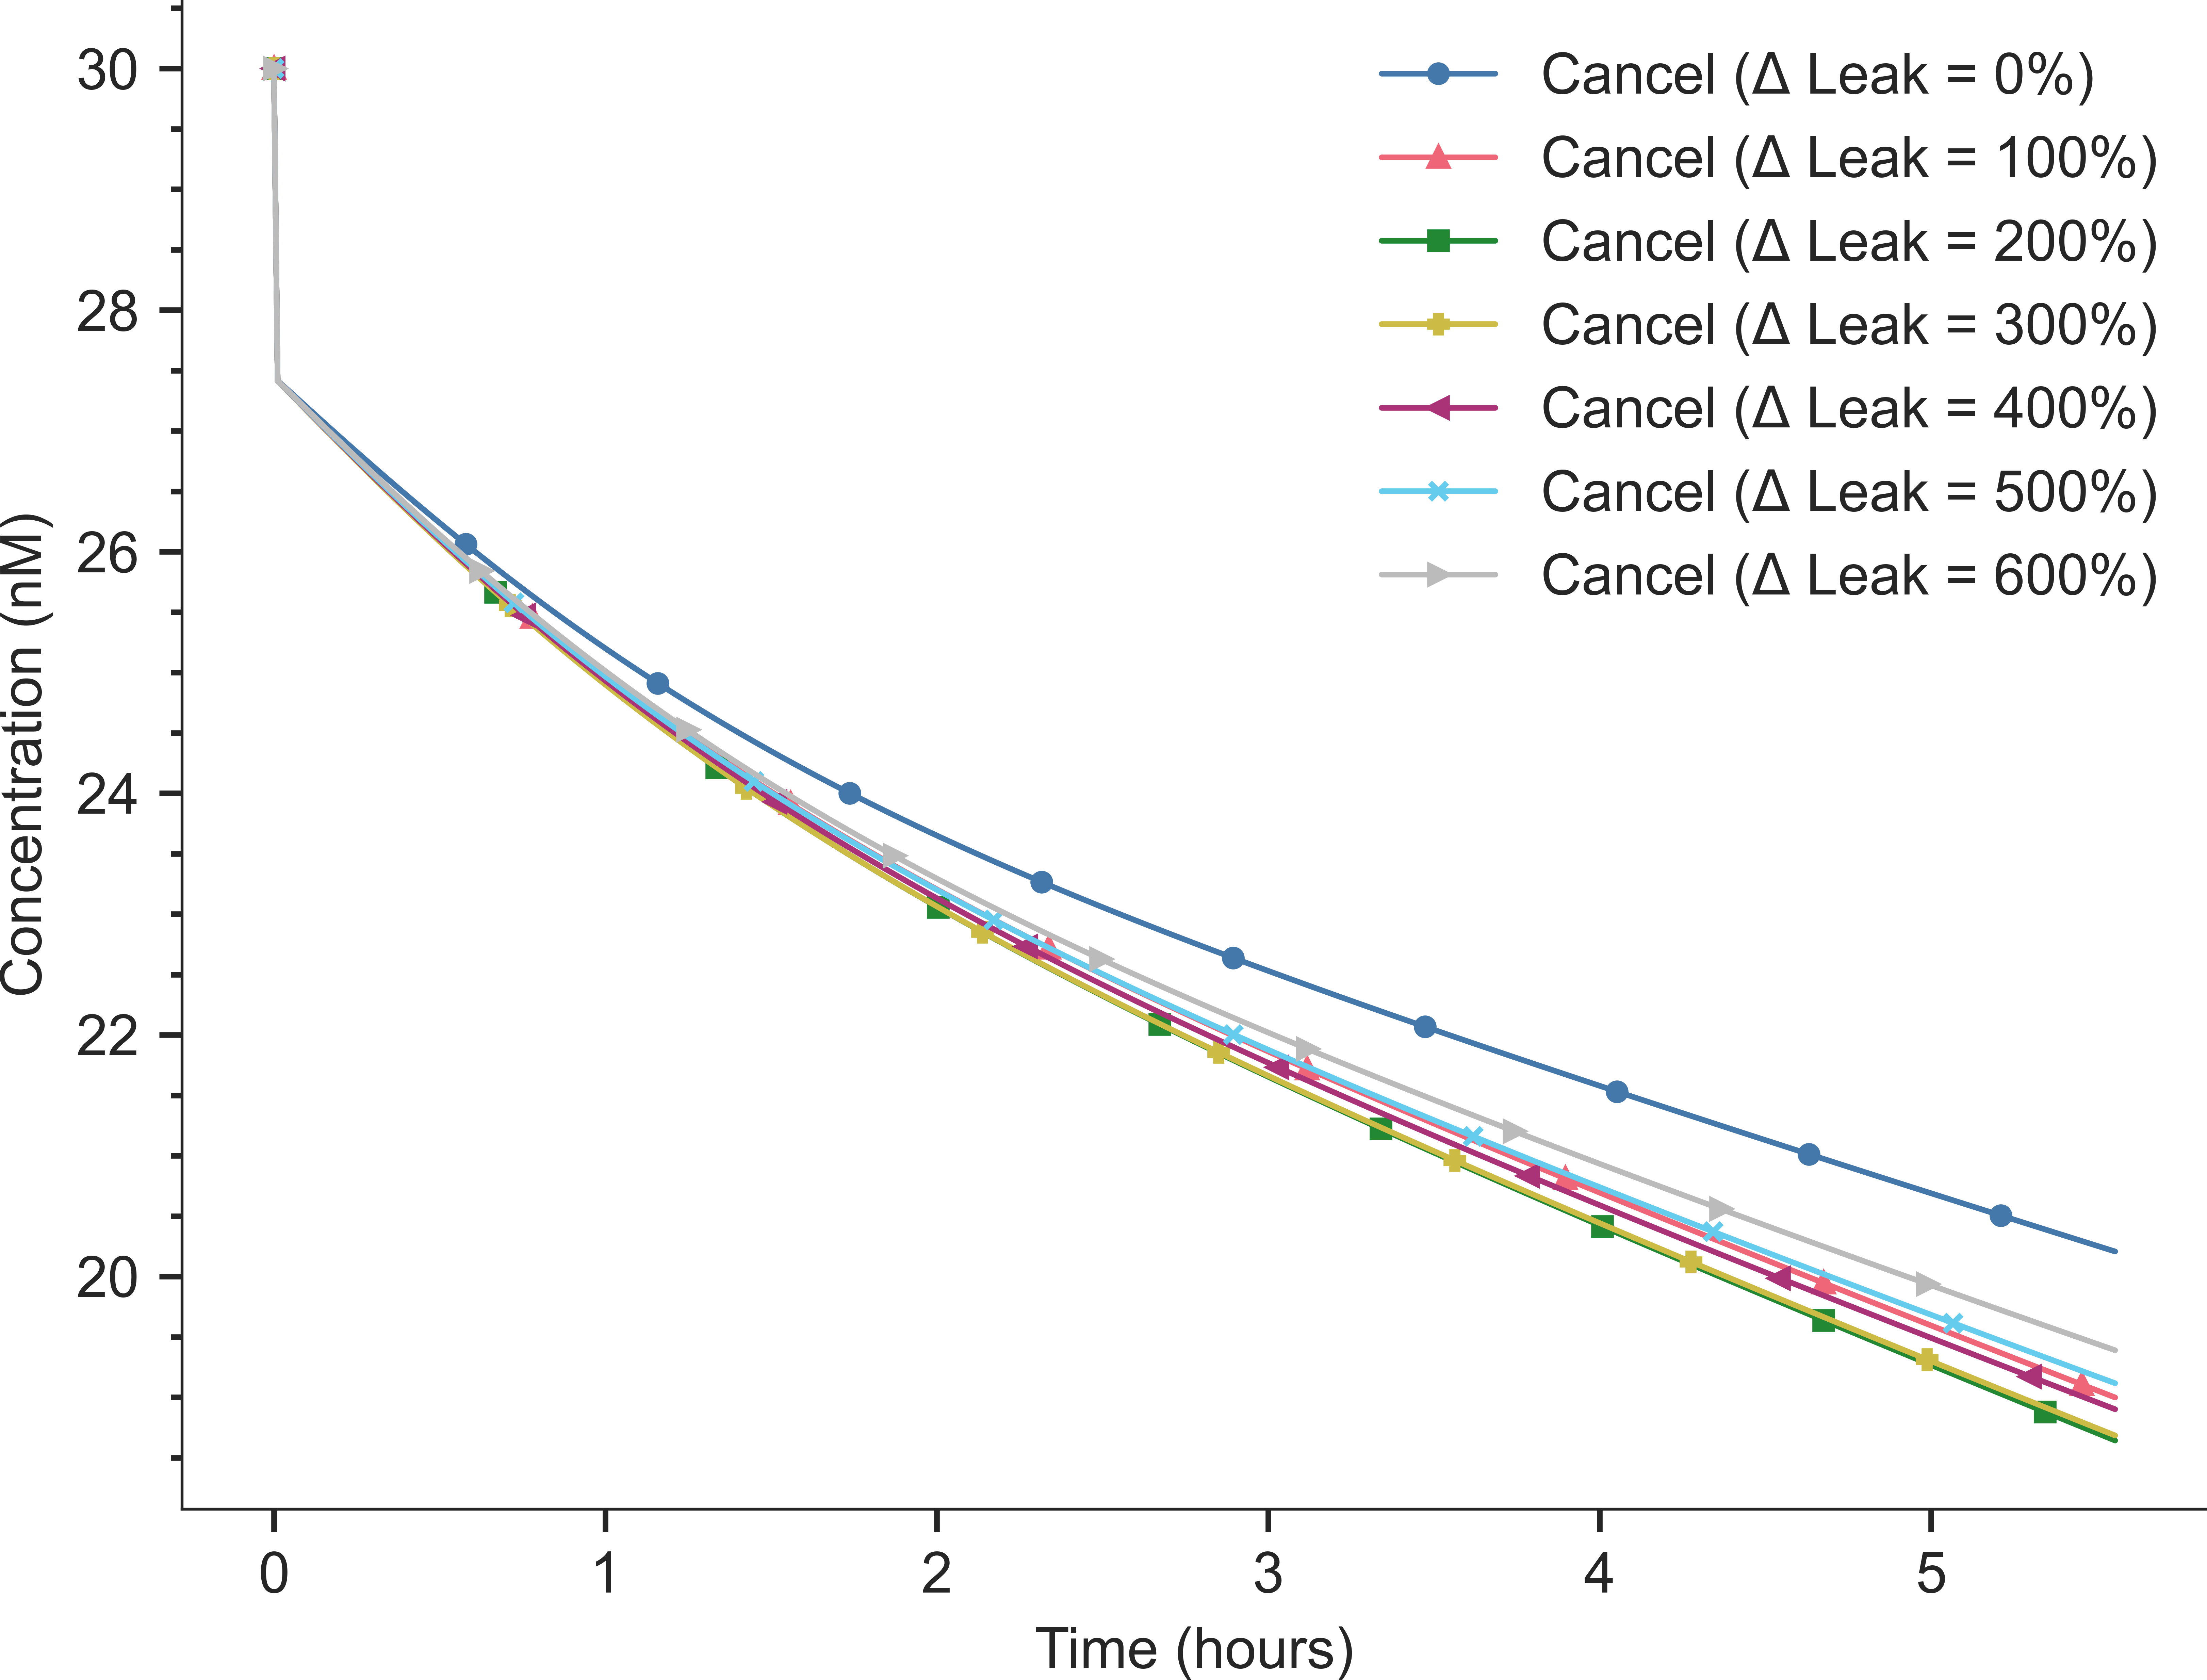 Concentration (nM)
30
28
26
24
22
20
Cancel (Δ Leak = 0%)
Cancel (Δ Leak = 100%)
Cancel (Δ Leak = 200%)
Cancel (Δ Leak = 300%)
Cancel (Δ Leak = 400%)
Cancel (Δ Leak = 500%)
Cancel (Δ Leak = 600%)
0 1 2 3 4 5
Time (hours)